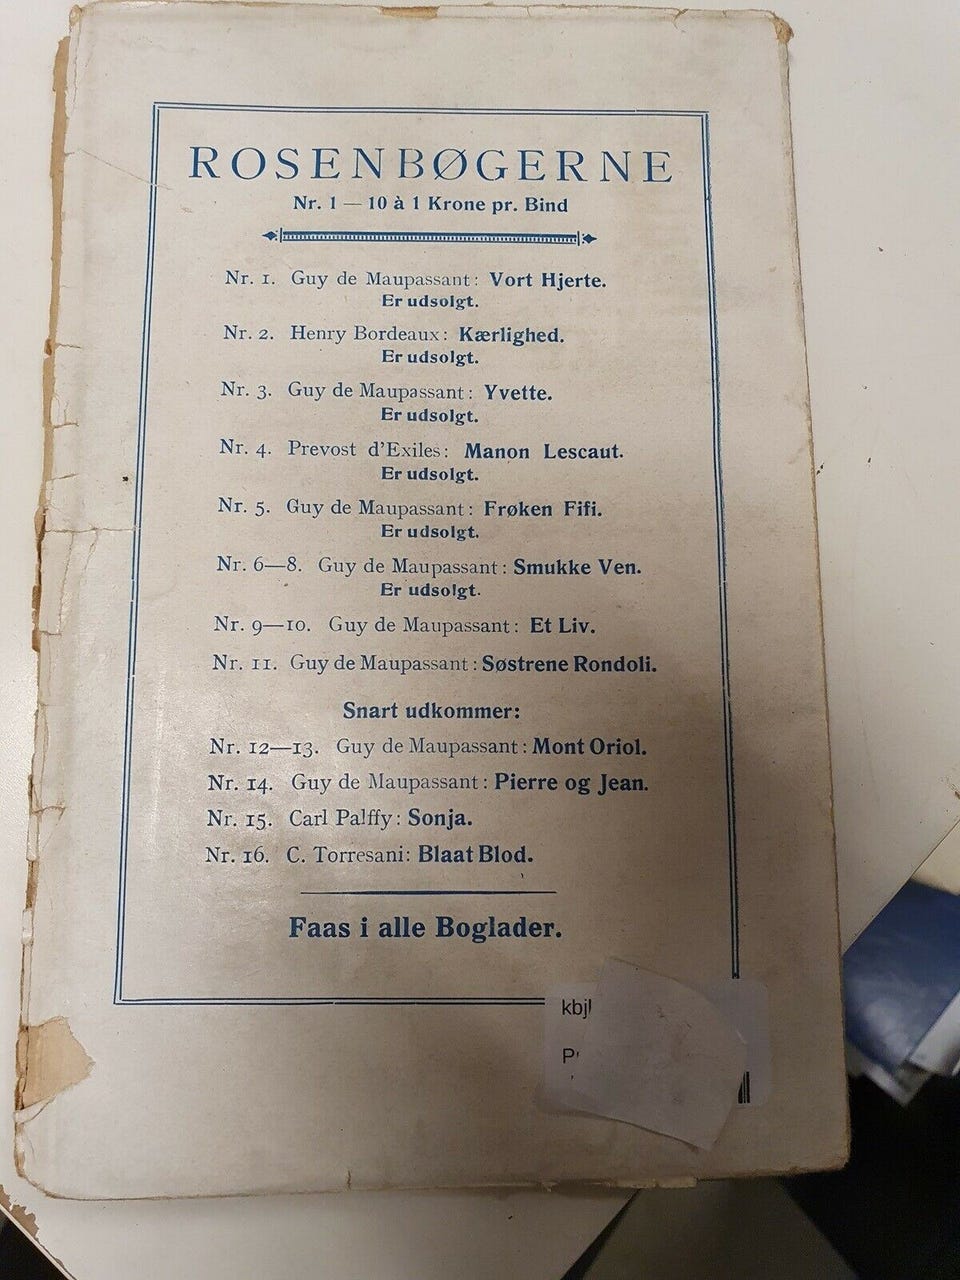 ROSENBØGERNE
Nr. 1 — 10 à 1 Krone pr. Bind
Nr. 1. Guy de Maupassant: Vort Hjerte.
Er udsolgt.
Nr. 2. Henry Bordeaux: Kærlighed.
Er udsolgt.
Nr. 3. Guy de Maupassant: Yvette.
Er udsolgt.
Nr. 4. Prevost d'Exiles: Manon Lescaut.
Er udsolgt.
Nr. 5. Guy de Maupassant: Frøken Fifi.
Er udsolgt.
Nr. 6—8. Guy de Maupassant: Smukke Ven.
Er udsolgt.
Nr. 9—10. Guy de Maupassant: Et Liv.
Nr. 11. Guy de Maupassant: Søstrene Rondoli.
Snart udkommer:
Nr. 12—13. Guy de Maupassant: Mont Oriol.
Nr. 14. Guy de Maupassant: Pierre og Jean.
Nr. 15. Carl Palffy: Sonja.
Nr. 16. C. Torresani: Blaat Blod.
Faas i alle Boglader.